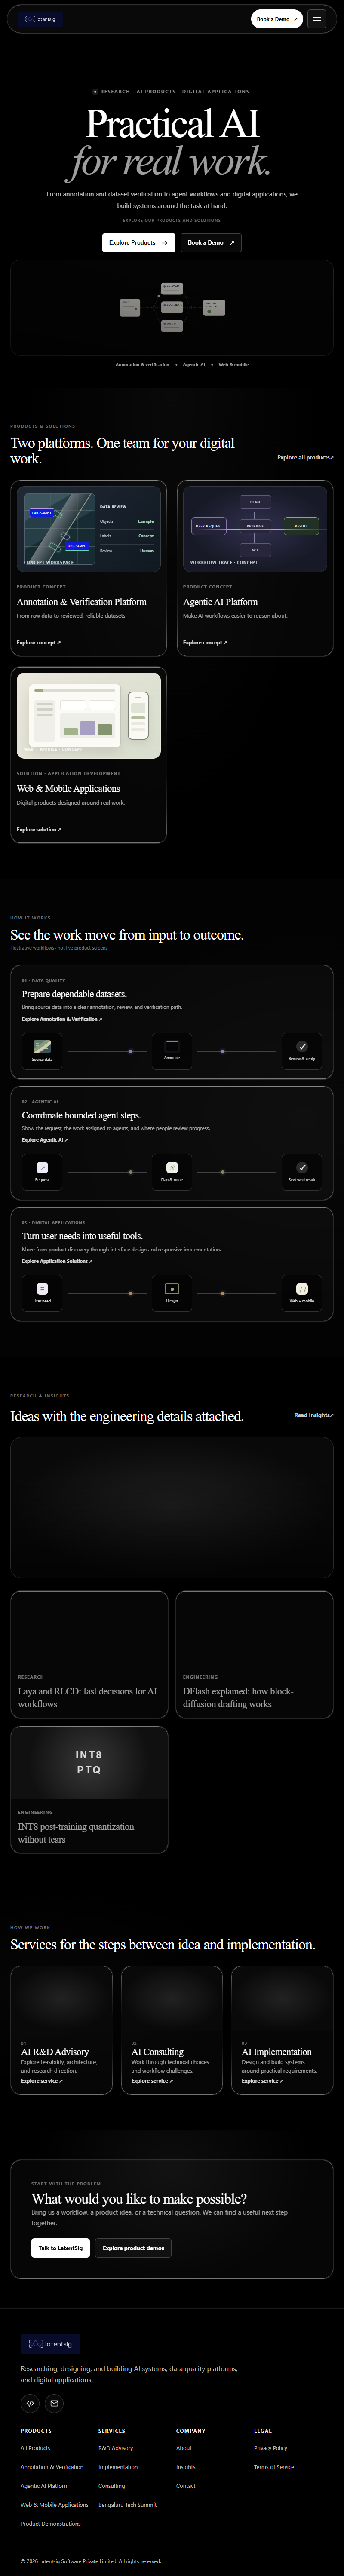 latentsig
Book a Demo ↗
RESEARCH · AI PRODUCTS · DIGITAL APPLICATIONS
Practical AI
for real work.
From annotation and dataset verification to agent workflows and digital applications, we
build systems around the task at hand.
EXPLORE OUR PRODUCTS AND SOLUTIONS
Explore Products →
Book a Demo ↗
Annotation & verification • Agentic AI • Web & mobile
PRODUCTS & SOLUTIONS
Two platforms. One team for your digital
work.
Explore all products↗
DATA REVIEW
Objects Example
Labels Concept
Review Human
CONCEPT WORKSPACE
PRODUCT CONCEPT
Annotation & Verification Platform
From raw data to reviewed, reliable datasets.
Explore concept ↗
PLAN
USER REQUEST
RETRIEVE
RESULT
ACT
WORKFLOW TRACE · CONCEPT
PRODUCT CONCEPT
Agentic AI Platform
Make AI workflows easier to reason about.
Explore concept ↗
WEB + MOBILE · CONCEPT
SOLUTION · APPLICATION DEVELOPMENT
Web & Mobile Applications
Digital products designed around real work.
Explore solution ↗
HOW IT WORKS
See the work move from input to outcome.
Illustrative workflows · not live product screens
01 · DATA QUALITY
Prepare dependable datasets.
Bring source data into a clear annotation, review, and verification path.
Explore Annotation & Verification ↗
Source data
Annotate
Review & verify
02 · AGENTIC AI
Coordinate bounded agent steps.
Show the request, the work assigned to agents, and where people review progress.
Explore Agentic AI ↗
Request
Plan & route
Reviewed result
03 · DIGITAL APPLICATIONS
Turn user needs into useful tools.
Move from product discovery through interface design and responsive implementation.
Explore Application Solutions ↗
User need
Design
Web + mobile
RESEARCH & INSIGHTS
Ideas with the engineering details attached.
Read Insights↗
RESEARCH
Laya and RLCD: fast decisions for AI
workflows
ENGINEERING
DFlash explained: how block-
diffusion drafting works
INT8
PTQ
ENGINEERING
INT8 post-training quantization
without tears
HOW WE WORK
Services for the steps between idea and implementation.
01
AI R&D Advisory
Explore feasibility, architecture,
and research direction.
Explore service ↗
02
AI Consulting
Work through technical choices
and workflow challenges.
Explore service ↗
03
AI Implementation
Design and build systems
around practical requirements.
Explore service ↗
START WITH THE PROBLEM
What would you like to make possible?
Bring us a workflow, a product idea, or a technical question. We can find a useful next step
together.
Talk to LatentSig
Explore product demos
latentsig
Researching, designing, and building AI systems, data quality platforms,
and digital applications.
PRODUCTS
All Products
Annotation & Verification
Agentic AI Platform
Web & Mobile Applications
Product Demonstrations
SERVICES
R&D Advisory
Implementation
Consulting
Bengaluru Tech Summit
COMPANY
About
Insights
Contact
LEGAL
Privacy Policy
Terms of Service
© 2026 Latentsig Software Private Limited. All rights reserved.